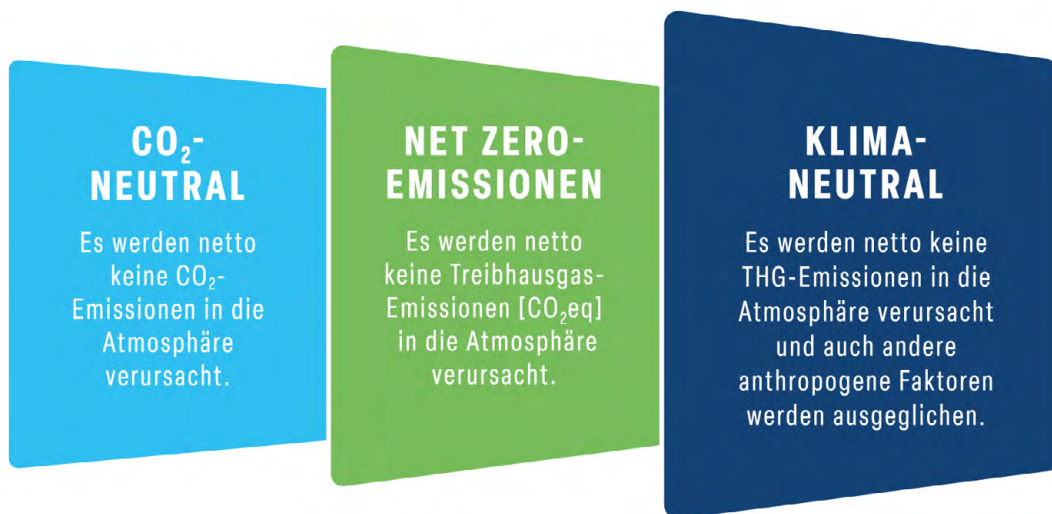 CO₂-
NEUTRAL
Es werden netto
keine CO₂-
Emissionen in die
Atmosphäre
verursacht.
NET ZERO-
EMISSIONEN
Es werden netto
keine Treibhausgas-
Emissionen [CO₂eq]
in die Atmosphäre
verursacht.
KLIMA-
NEUTRAL
Es werden netto keine
THG-Emissionen in die
Atmosphäre verursacht
und auch andere
anthropogene Faktoren
werden ausgeglichen.